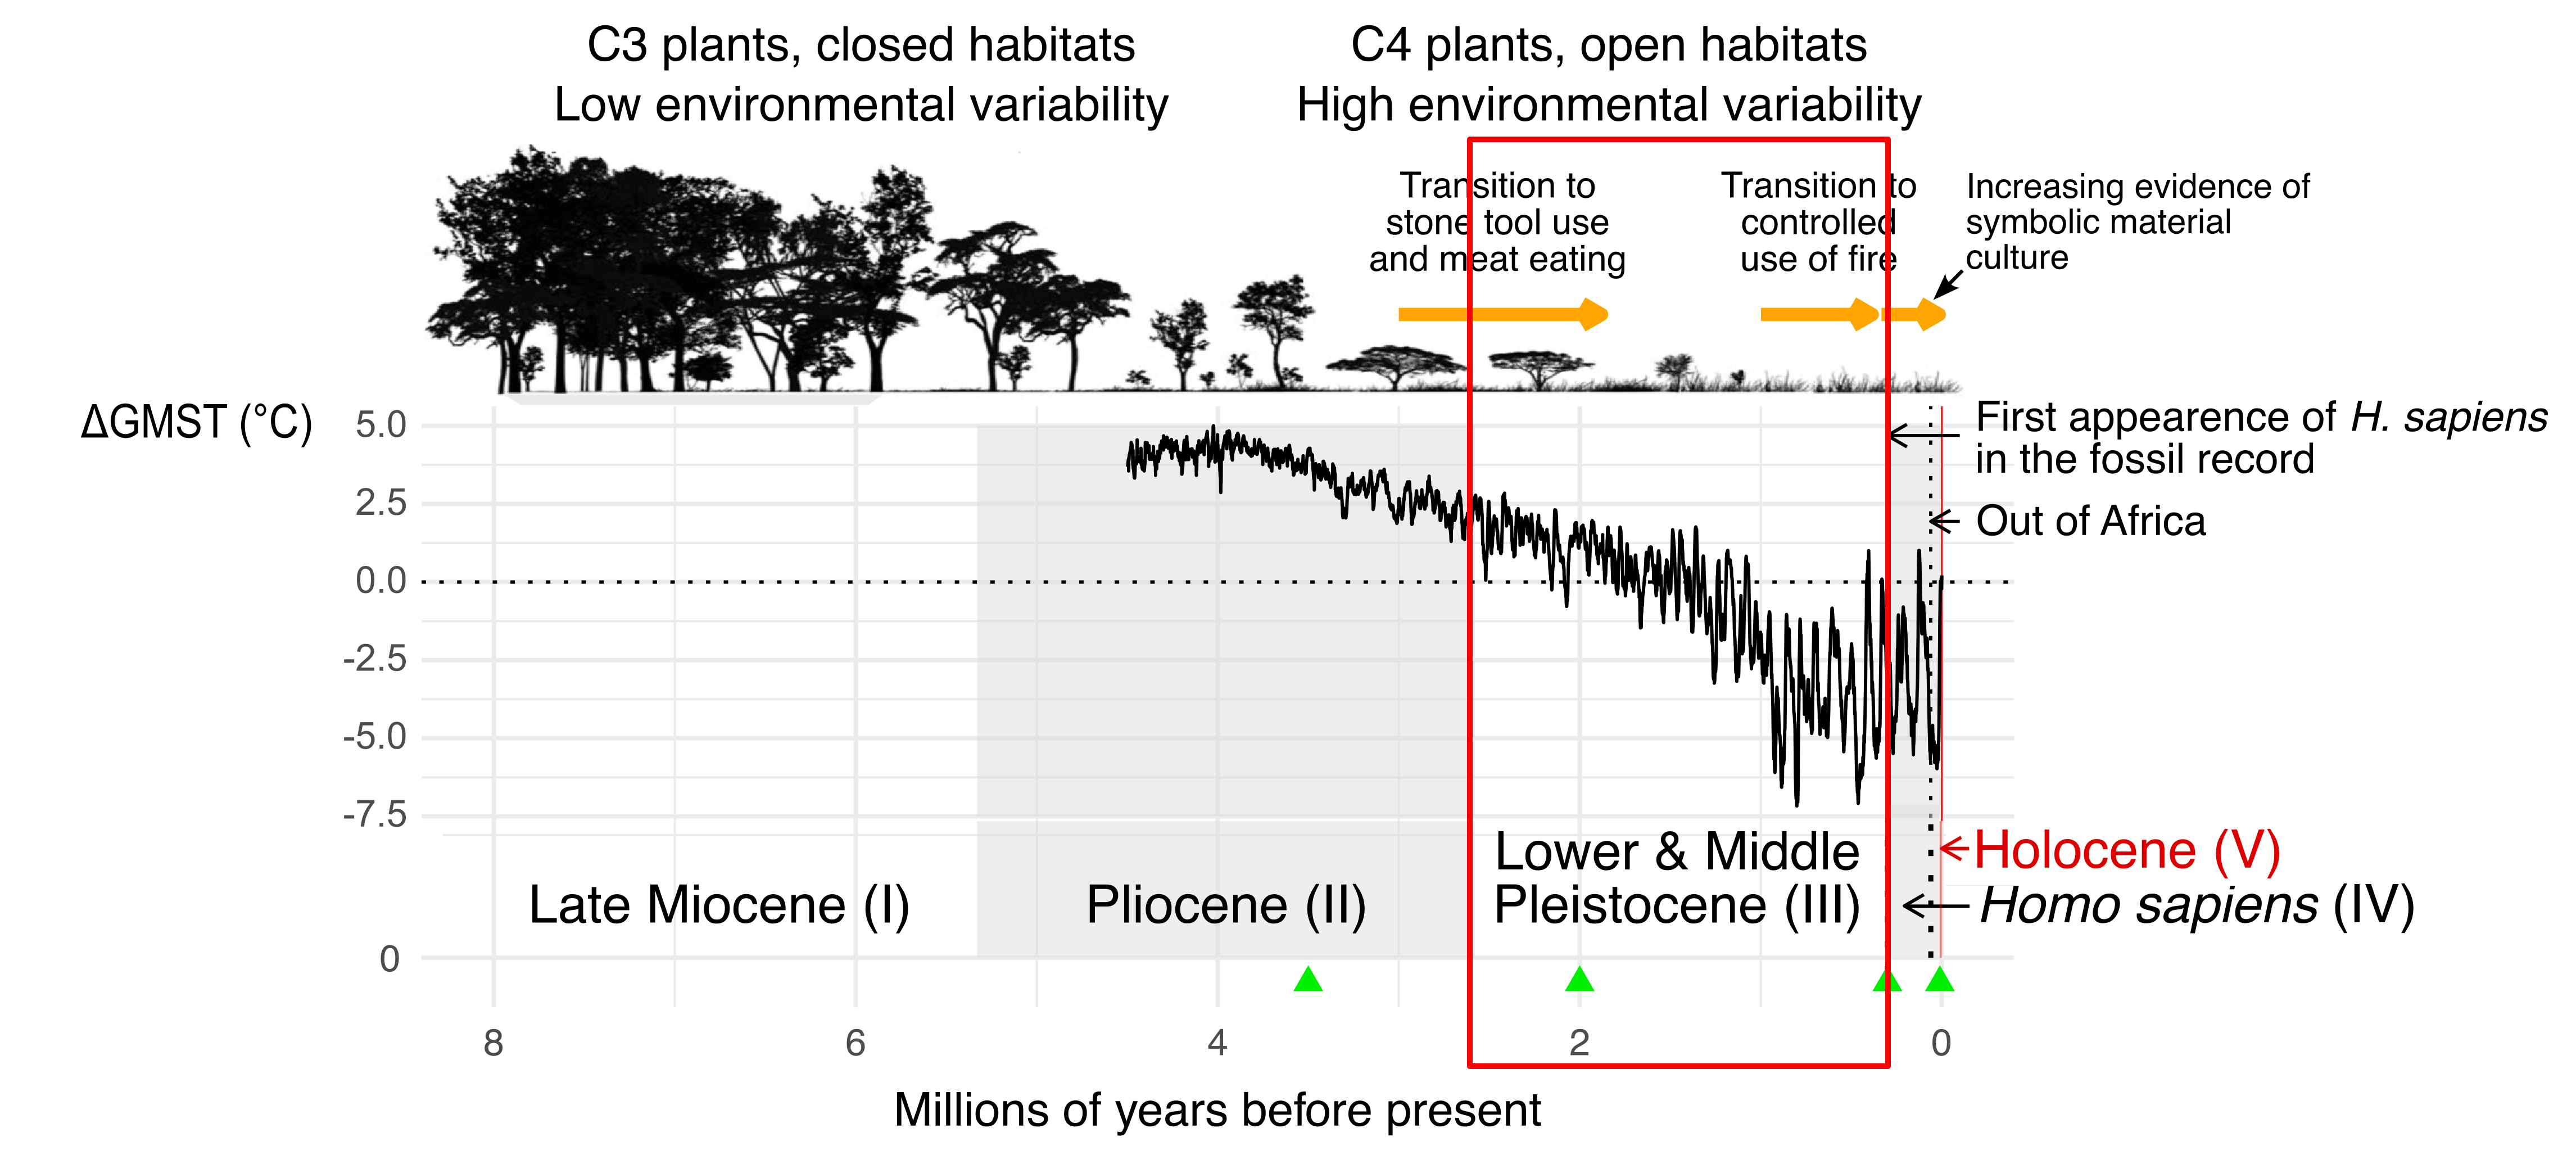 C3 plants, closed habitats
Low environmental variability
C4 plants, open habitats
High environmental variability
Transition to
stone tool use
and meat eating
Transition to
controlled
use of fire
Increasing evidence of
symbolic material
culture
ΔGMST (°C)
5.0
2.5
0.0
-2.5
-5.0
-7.5
0
First appearence of H. sapiens
in the fossil record
Out of Africa
Late Miocene (I)
Pliocene (II)
Lower & Middle
Pleistocene (III)
Holocene (V)
Homo sapiens (IV)
8
6
4
2
0
Millions of years before present